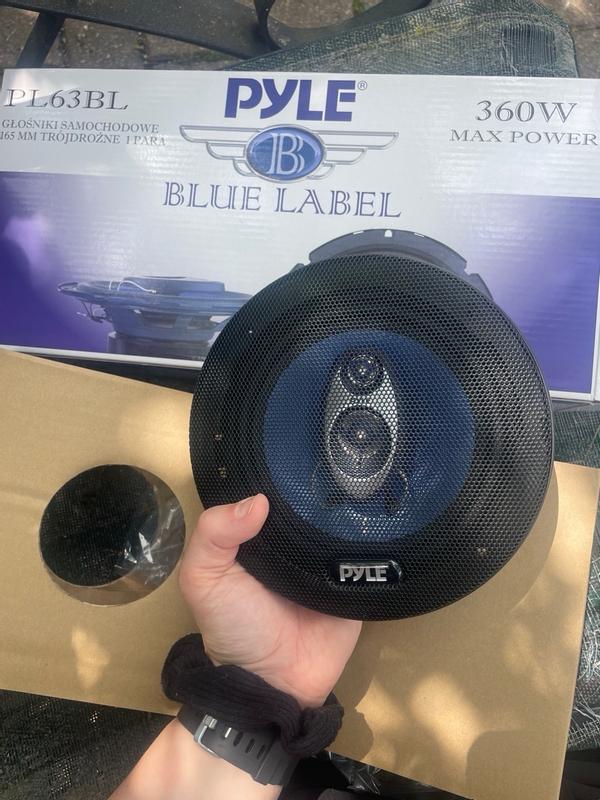 PL63BL
GŁOŚNIKI SAMOCHODOWE
165 MM TRÓJDROŻNE 1 PARA
PYLE®
B
BLUE LABEL
360W
MAX POWER
PYLE